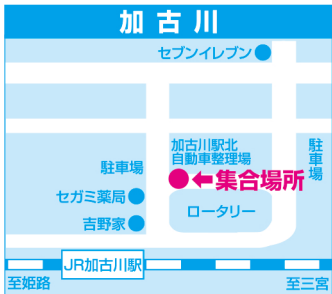 加古川
セブンイレブン
加古川駅北
自動車整理場
駐車場
駐車場
←集合場所
セガミ薬局
ロータリー
吉野家
JR加古川駅
至姫路
至三宮